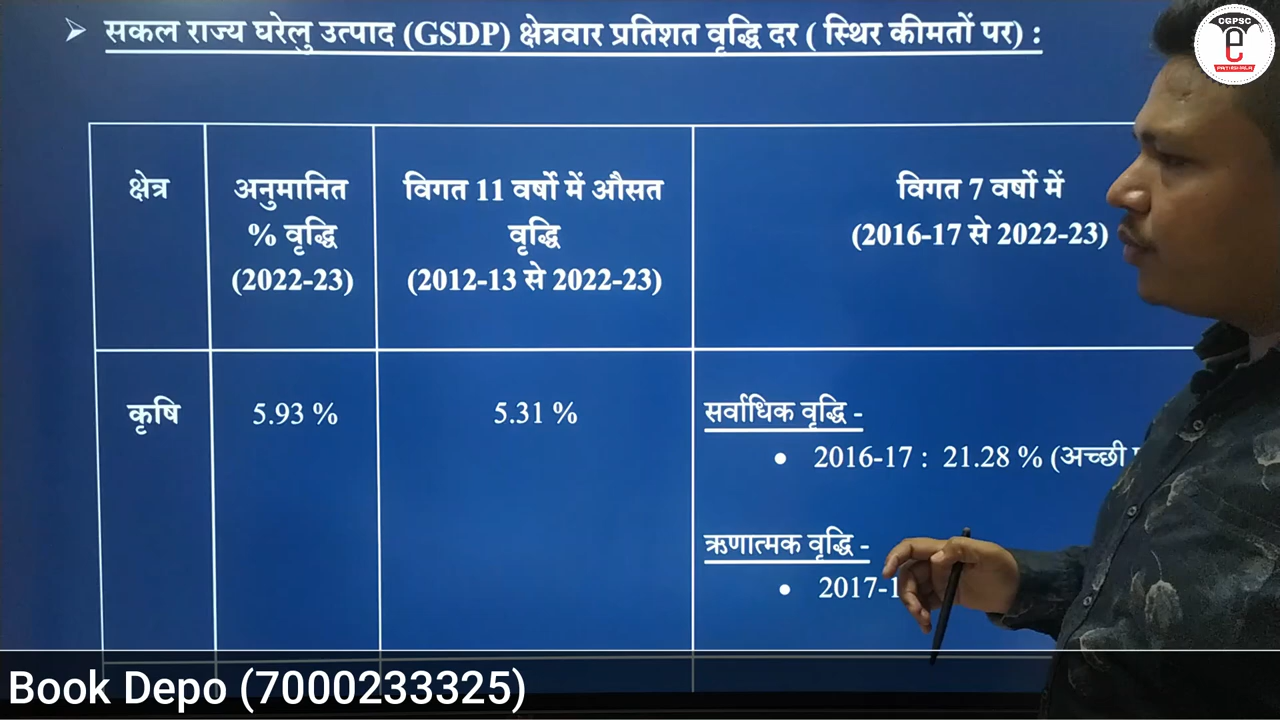 ➢ सकल राज्य घरेलु उत्पाद (GSDP) क्षेत्रवार प्रतिशत वृद्धि दर ( स्थिर कीमतों पर) :
CGPSC
PATHSHALA
क्षेत्र
अनुमानित
% वृद्धि
(2022-23)
विगत 11 वर्षो में औसत
वृद्धि
(2012-13 से 2022-23)
विगत 7 वर्षो में
(2016-17 से 2022-23)
कृषि
5.93 %
5.31 %
सर्वाधिक वृद्धि -
• 2016-17 : 21.28 % (अच्छी
ऋणात्मक वृद्धि -
• 2017-1
Book Depo (7000233325)